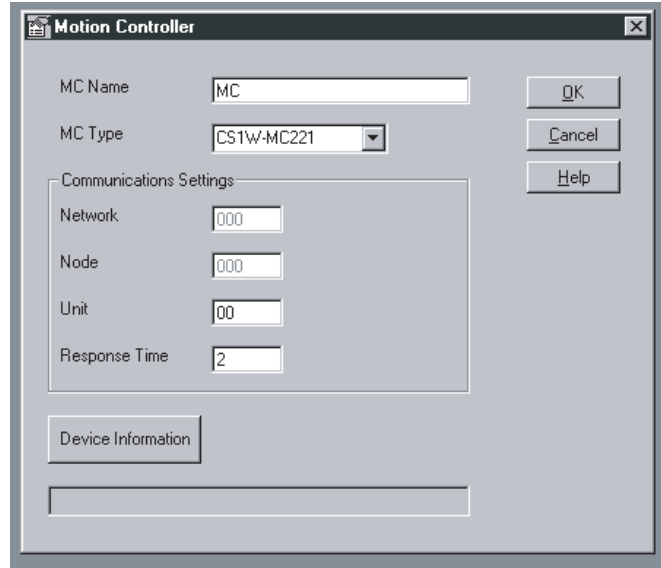 Motion Controller
MC Name MC OK
MC Type CS1W-MC221 Cancel
Help
Communications Settings
Network 000
Node 000
Unit 00
Response Time 2
Device Information